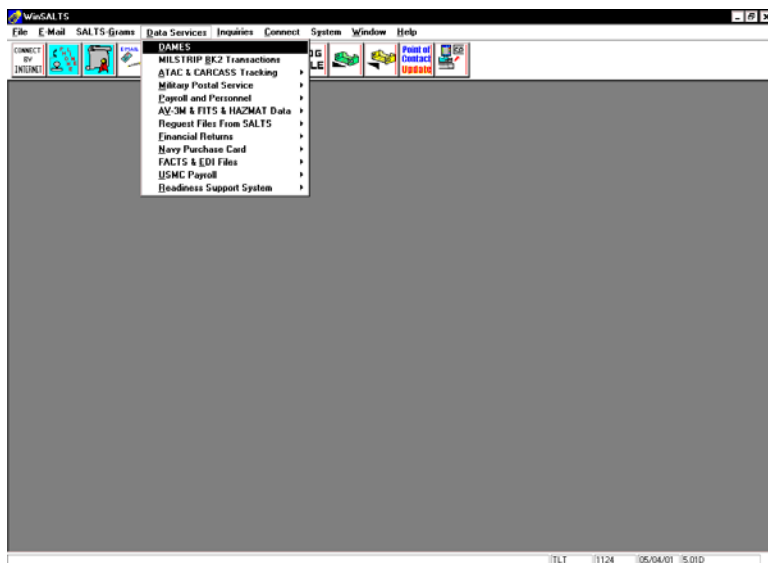 WinSALTS
File E-Mail SALTS-Grams Data Services Inquiries Connect System Window Help
CONNECT
BY
INTERNET
Point of
Contact
Update
DAMES
MILSTRIP BK2 Transactions
ATAC & CARCASS Tracking
Military Postal Service
Payroll and Personnel
AV-3M & FITS & HAZMAT Data
Request Files From SALTS
Financial Returns
Navy Purchase Card
FACTS & EDI Files
USMC Payroll
Readiness Support System
TLT 1124 05/04/01 5.01D